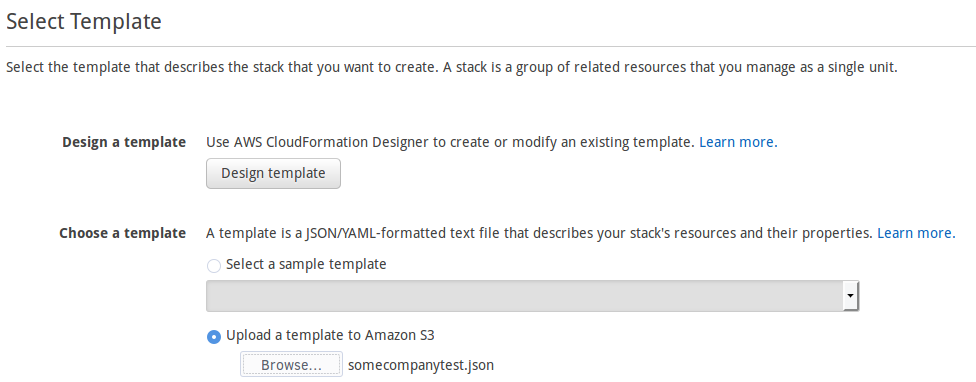 Select Template
Select the template that describes the stack that you want to create. A stack is a group of related resources that you manage as a single unit.
Design a template
Use AWS CloudFormation Designer to create or modify an existing template. Learn more.
Design template
Choose a template
A template is a JSON/YAML-formatted text file that describes your stack's resources and their properties. Learn more.
Select a sample template
Upload a template to Amazon S3
Browse... somecompanytest.json